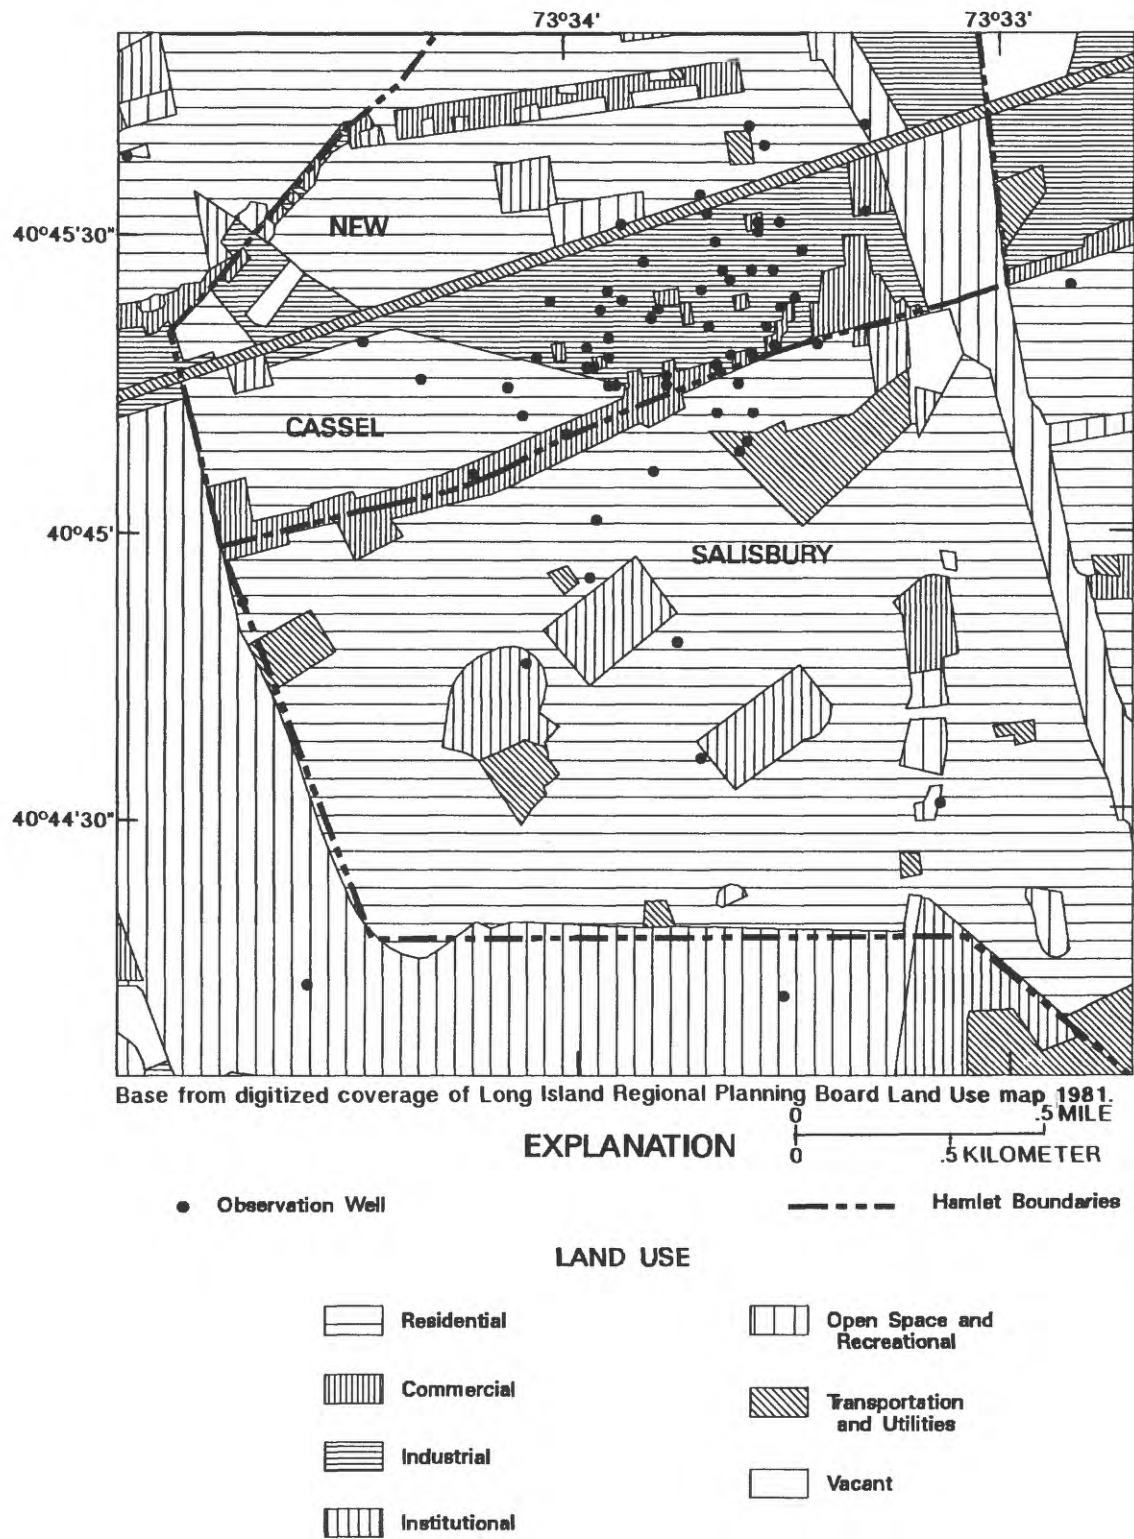 73°34' 73°33'
40°45'30"
NEW
CASSEL
40°45'
SALISBURY
40°44'30"
Base from digitized coverage of Long Island Regional Planning Board Land Use map 1981.
0 .5 MILE
EXPLANATION
0 .5 KILOMETER
Observation Well
Hamlet Boundaries
LAND USE
Residential
Open Space and
Recreational
Commercial
Transportation
and Utilities
Industrial
Vacant
Institutional